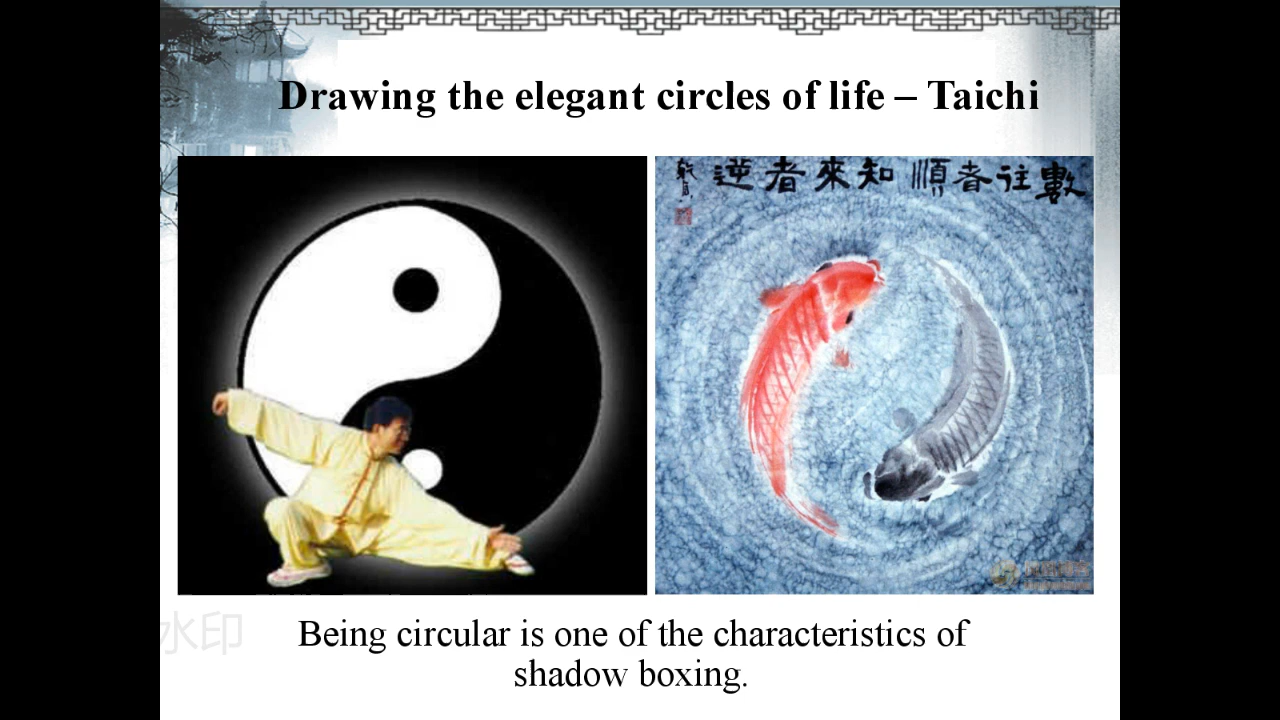 Drawing the elegant circles of life – Taichi
數往者順 知來者逆
Being circular is one of the characteristics of
shadow boxing.
水印